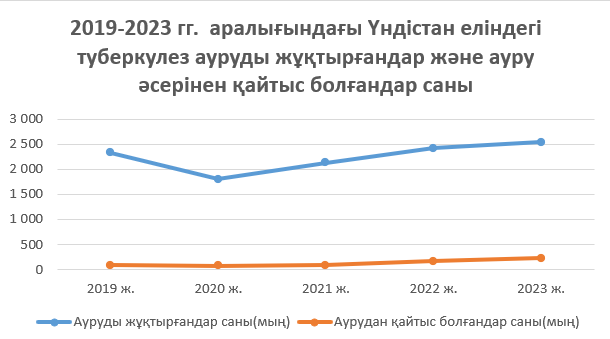 2019-2023 гг.  аралығындағы Үндістан еліндегі
туберкулез ауруды жұқтырғандар және ауру
әсерінен қайтыс болғандар саны
3 000
2 500
2 000
1 500
1 000
500
0
2019 ж. 2020 ж. 2021 ж. 2022 ж. 2023 ж.
Ауруды жұқтырғандар саны(мың) Аурудан қайтыс болғандар саны(мың)